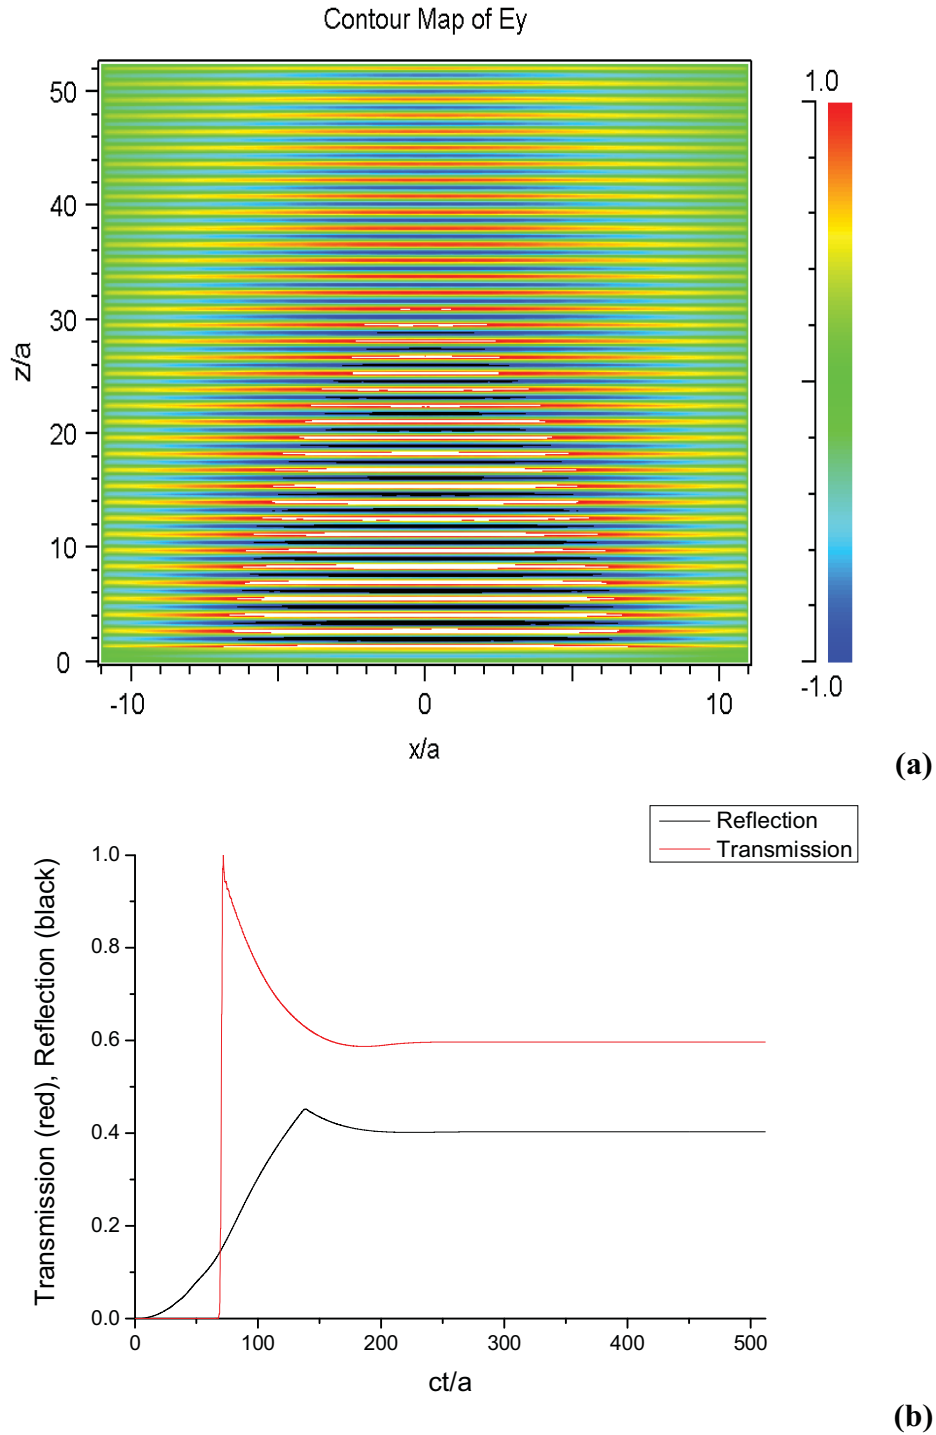 Contour Map of Ey
1.0
50
40
30
20
10
0
z/a
-1.0
-10 0 10
x/a
(a)
Reflection
Transmission
1.0
0.8
0.6
0.4
0.2
0.0
Transmission (red), Reflection (black)
0 100 200 300 400 500
ct/a
(b)